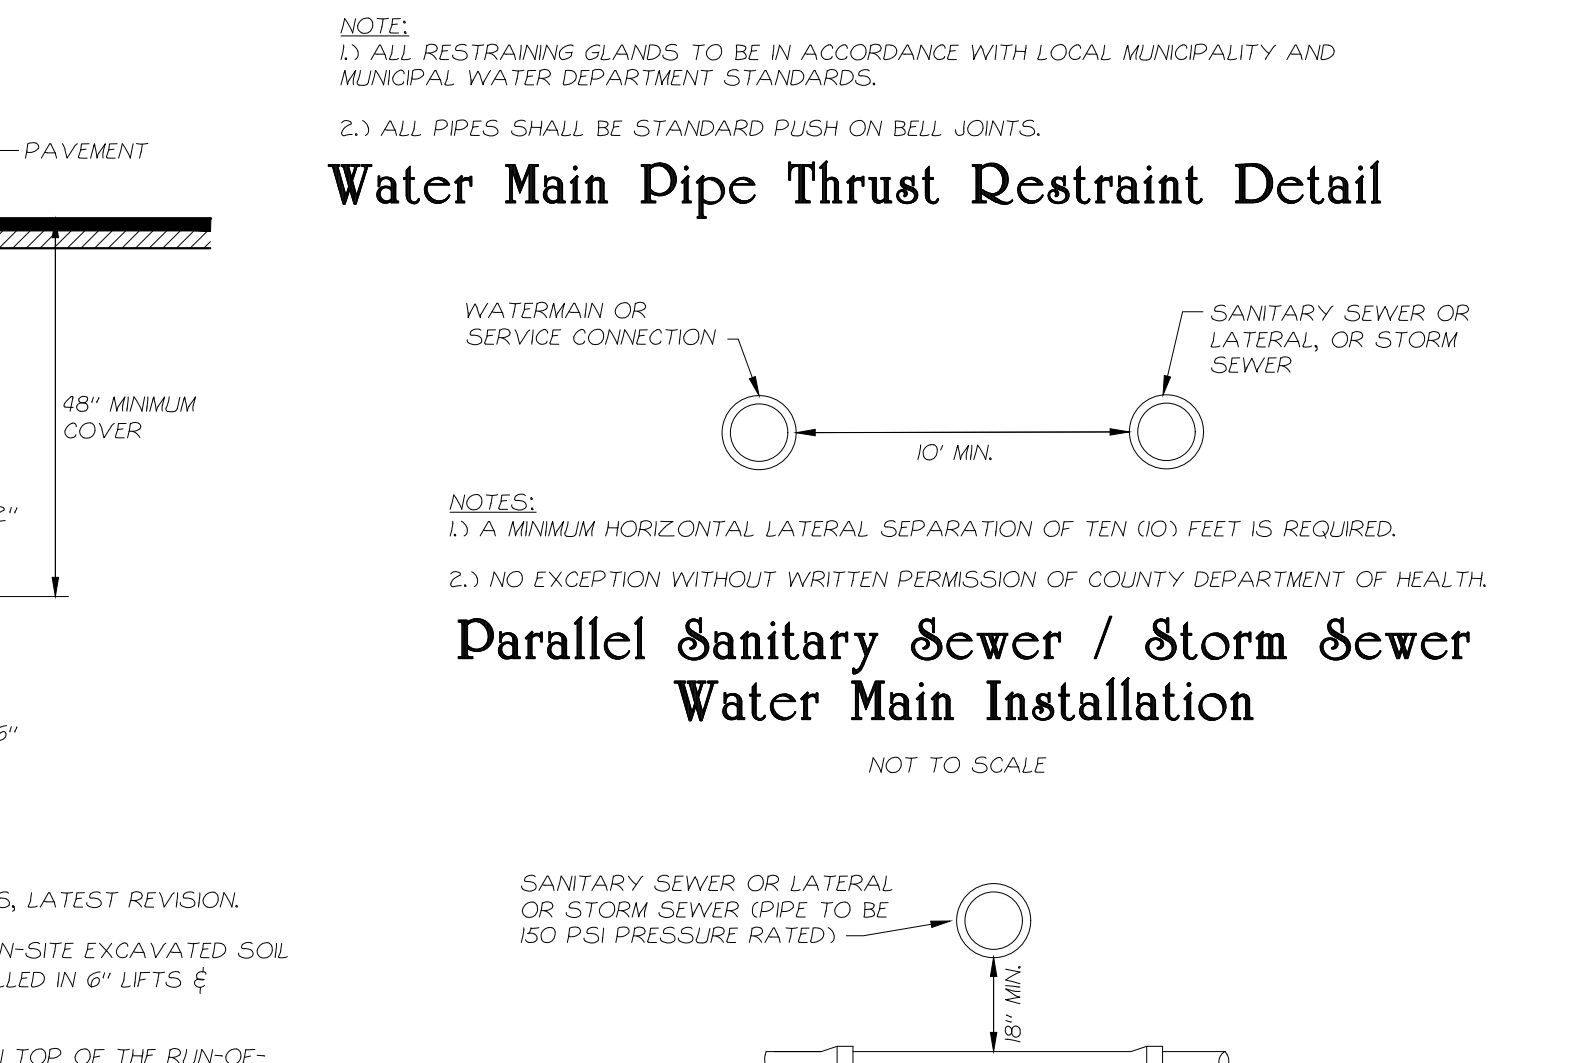 NOTE:
1.) ALL RESTRAINING GLANDS TO BE IN ACCORDANCE WITH LOCAL MUNICIPALITY AND
MUNICIPAL WATER DEPARTMENT STANDARDS.
2.) ALL PIPES SHALL BE STANDARD PUSH ON BELL JOINTS.
Water Main Pipe Thrust Restraint Detail
PAVEMENT
48" MINIMUM
COVER
WATERMAIN OR
SERVICE CONNECTION
SANITARY SEWER OR
LATERAL, OR STORM
SEWER
10' MIN.
NOTES:
1.) A MINIMUM HORIZONTAL LATERAL SEPARATION OF TEN (10) FEET IS REQUIRED.
2.) NO EXCEPTION WITHOUT WRITTEN PERMISSION OF COUNTY DEPARTMENT OF HEALTH.
Parallel Sanitary Sewer / Storm Sewer
Water Main Installation
NOT TO SCALE
S, LATEST REVISION.
N-SITE EXCAVATED SOIL
LLED IN 6" LIFTS &
TOP OF THE RUN-OF-
SANITARY SEWER OR LATERAL
OR STORM SEWER (PIPE TO BE
150 PSI PRESSURE RATED)
18" MIN.